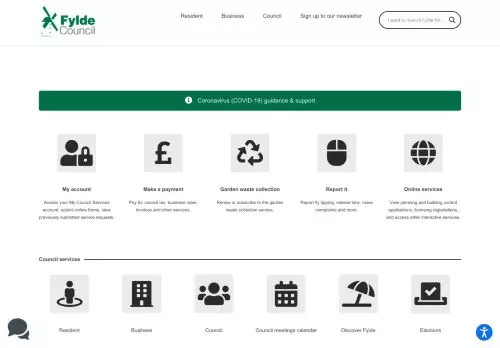 Fylde
Council
Resident Business Council Sign up to our newsletter
I want to search Fylde for...
Coronavirus (COVID-19) guidance & support
My account Make a payment Garden waste collection Report it Online services
Access your My Council Services account, submit online forms, view previously submitted service requests.
Pay for council tax, business rates, invoices and other services.
Renew or subscribe to the garden waste collection service.
Report fly tipping, missed bins, noise complaints and more.
View planning and building control applications, licensing registrations, and access other interactive services.
Council services
Resident Business Council Council meetings calendar Discover Fylde Elections